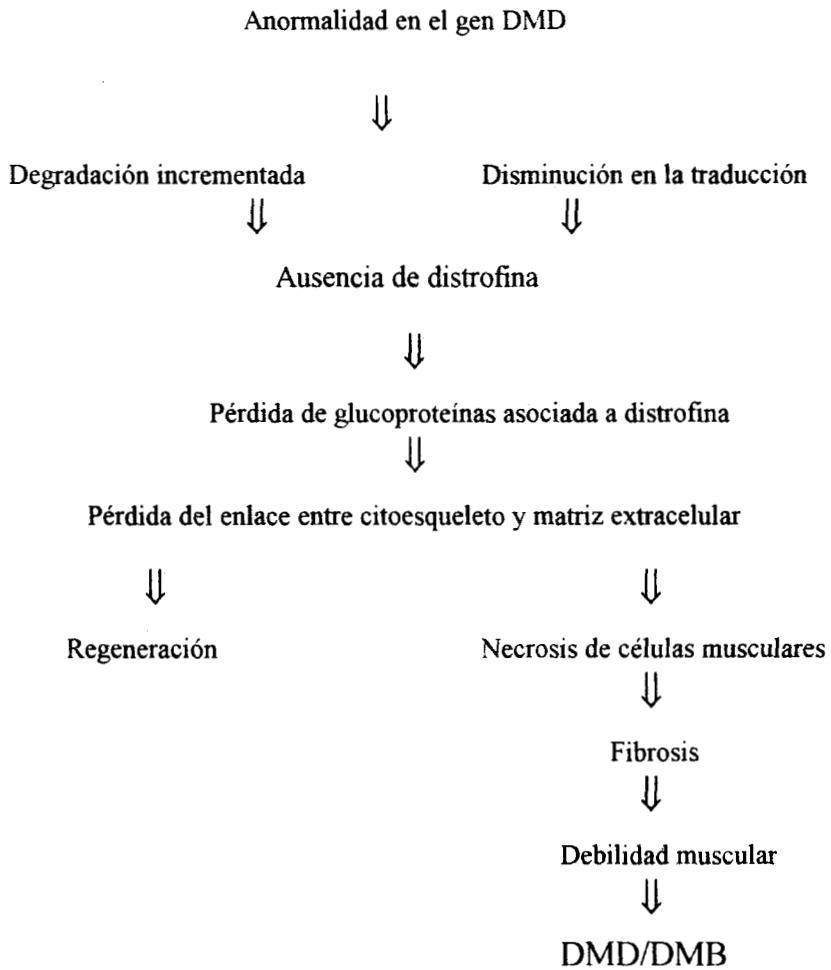 Anormalidad en el gen DMD
⇓
Degradación incrementada Disminución en la traducción
⇓ ⇓
Ausencia de distrofina
⇓
Pérdida de glucoproteínas asociada a distrofina
⇓
Pérdida del enlace entre citoesqueleto y matriz extracelular
⇓ ⇓
Regeneración Necrosis de células musculares
⇓
Fibrosis
⇓
Debilidad muscular
⇓
DMD/DMB